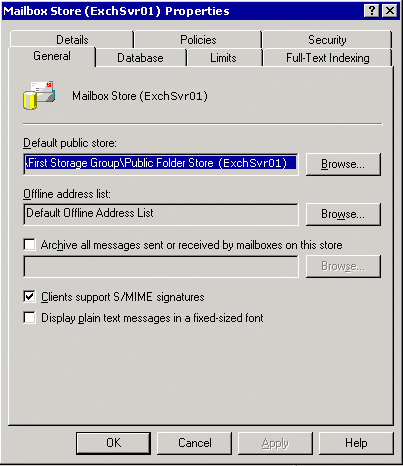 Mailbox Store (ExchSvr01) Properties
Details Policies Security
General Database Limits Full-Text Indexing
Mailbox Store (ExchSvr01)
Default public store:
\First Storage Group\Public Folder Store (ExchSvr01) Browse...
Offline address list:
Default Offline Address List Browse...
Archive all messages sent or received by mailboxes on this store
Browse...
Clients support S/MIME signatures
Display plain text messages in a fixed-sized font
OK Cancel Apply Help